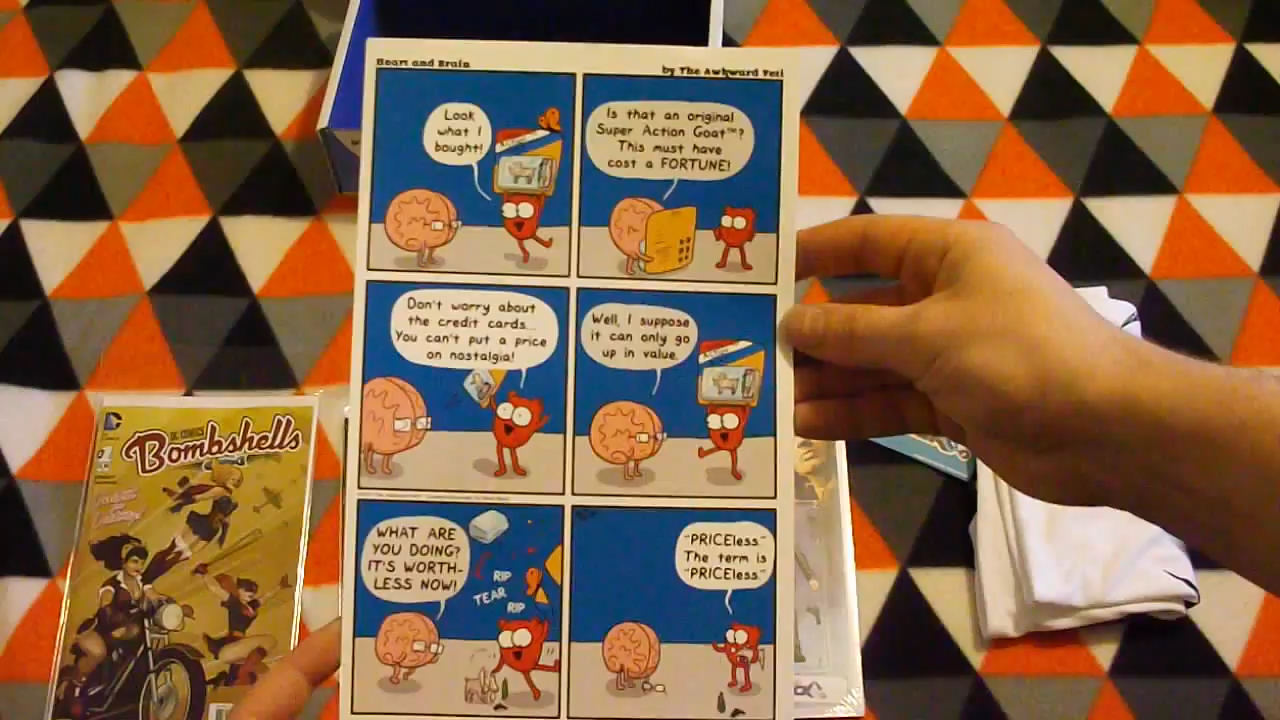 Heart and Brain
by The Awkward Yeti
Look
what I
bought!
Is that an original
Super Action Goat™?
This must have
cost a FORTUNE!
Don't worry about
the credit cards...
You can't put a price
on nostalgia!
Well, I suppose
it can only go
up in value.
WHAT ARE
YOU DOING?
IT'S WORTH-
LESS NOW!
RIP
TEAR
RIP
"PRICEless."
The term is
"PRICEless."
DC COMICS
Bombshells